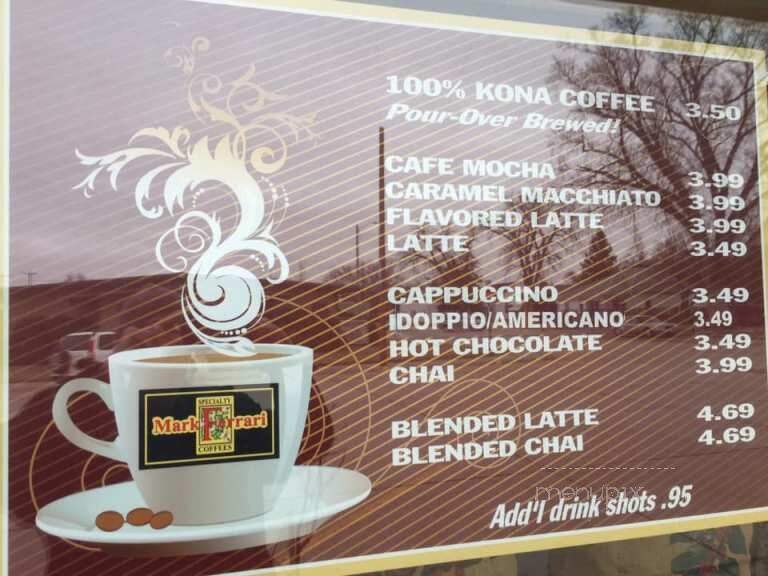 100% KONA COFFEE 3.50
Pour-Over Brewed!
CAFE MOCHA 3.99
CARAMEL MACCHIATO 3.99
FLAVORED LATTE 3.99
LATTE 3.49
CAPPUCCINO 3.49
DOPPIO/AMERICANO 3.49
HOT CHOCOLATE 3.49
CHAI 3.99
BLENDED LATTE 4.69
BLENDED CHAI 4.69
Add'l drink shots .95
SPECIALTY
Mark Ferrari
COFFEES
menupix